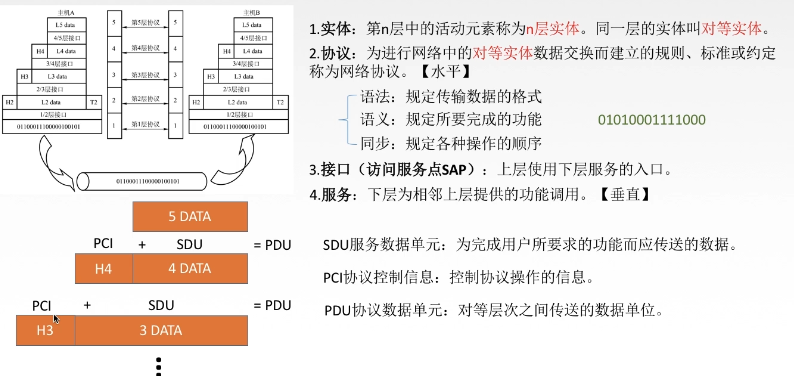 主机A
主机B
L5 data
5
第5层协议
5
L5 data
4/5层接口
4/5层接口
H4 L4 data
4
第4层协议
4
H4 L4 data
3/4层接口
3/4层接口
H3 L3 data
3
第3层协议
3
H3 L3 data
2/3层接口
2/3层接口
H2 L2 data T2
2
第2层协议
2
H2 L2 data T2
1/2层接口
1/2层接口
01100011100000100101
1
第1层协议
1
01100011100000100101
01100011100000100101
5 DATA
PCI + SDU = PDU
H4 4 DATA
PCI + SDU = PDU
H3 3 DATA
1.实体：第n层中的活动元素称为n层实体。同一层的实体叫对等实体。
2.协议：为进行网络中的对等实体数据交换而建立的规则、标准或约定
称为网络协议。【水平】
语法：规定传输数据的格式
语义：规定所要完成的功能
01010001111000
同步：规定各种操作的顺序
3.接口（访问服务点SAP）：上层使用下层服务的入口。
4.服务：下层为相邻上层提供的功能调用。【垂直】
SDU服务数据单元：为完成用户所要求的功能而应传送的数据。
PCI协议控制信息：控制协议操作的信息。
PDU协议数据单元：对等层次之间传送的数据单位。